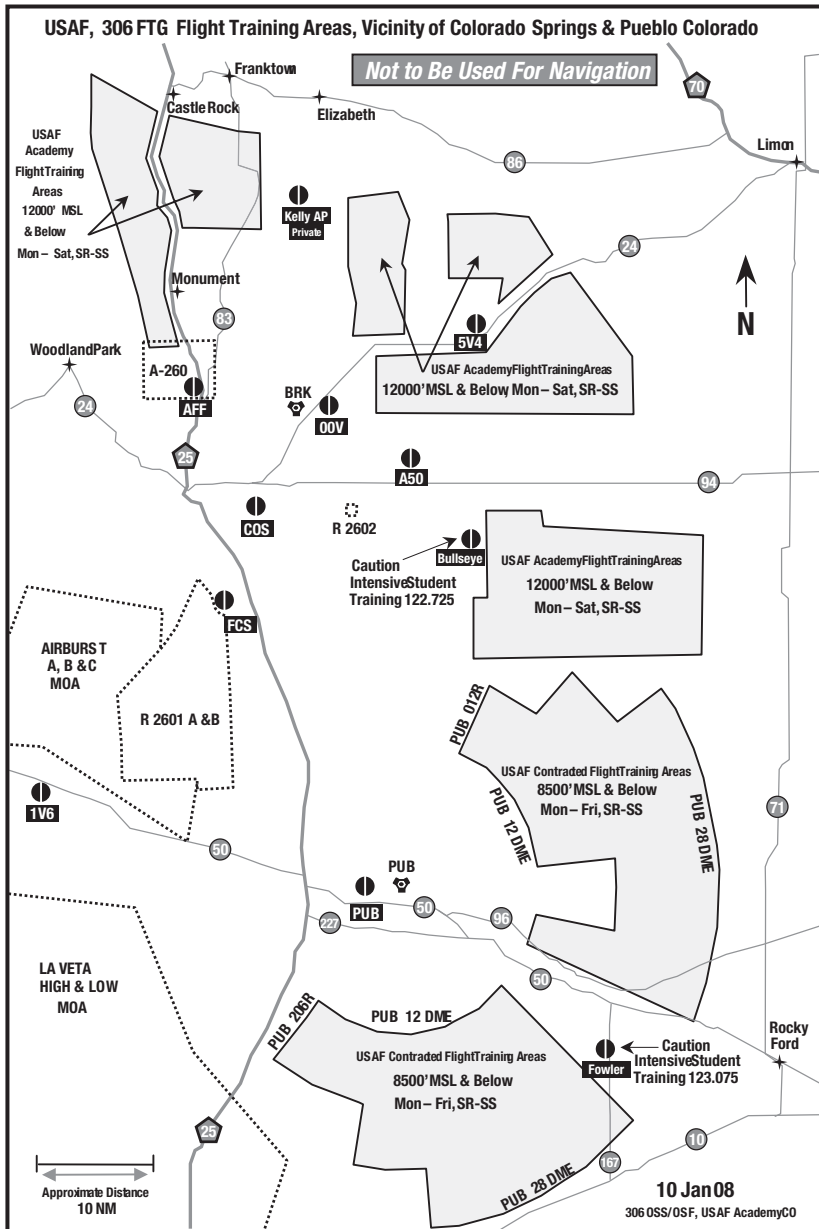 USAF, 306 FTG Flight Training Areas, Vicinity of Colorado Springs & Pueblo Colorado
Not to Be Used For Navigation
Franktown
Castle Rock
Elizabeth
70
Limon
86
USAF
Academy
FlightTraining
Areas
12000' MSL
& Below
Mon – Sat, SR-SS
Kelly AP
Private
24
Monument
83
N
5V4
WoodlandPark
A-260
AFF
24
BRK
00V
USAF AcademyFlightTrainingAreas
12000'MSL & Below, Mon – Sat, SR-SS
25
A50
94
COS
R 2602
Bullseye
Caution
IntensiveStudent
Training 122.725
USAF AcademyFlightTrainingAreas
12000'MSL & Below
Mon – Sat, SR-SS
FCS
AIRBURST
A, B & C
MOA
R 2601 A &B
PUB 012R
USAF Contraded FlightTraining Areas
8500'MSL & Below
Mon – Fri, SR-SS
PUB 12 DME
PUB 28 DME
71
1V6
50
PUB
PUB
50
96
227
50
LA VETA
HIGH & LOW
MOA
PUB 206R
PUB 12 DME
USAF Contraded FlightTraining Areas
8500'MSL & Below
Mon – Fri, SR-SS
PUB 28 DME
Fowler
Caution
IntensiveStudent
Training 123.075
Rocky
Ford
25
10
167
Approximate Distance
10 NM
10 Jan08
306 OSS/OSF, USAF AcademyCO